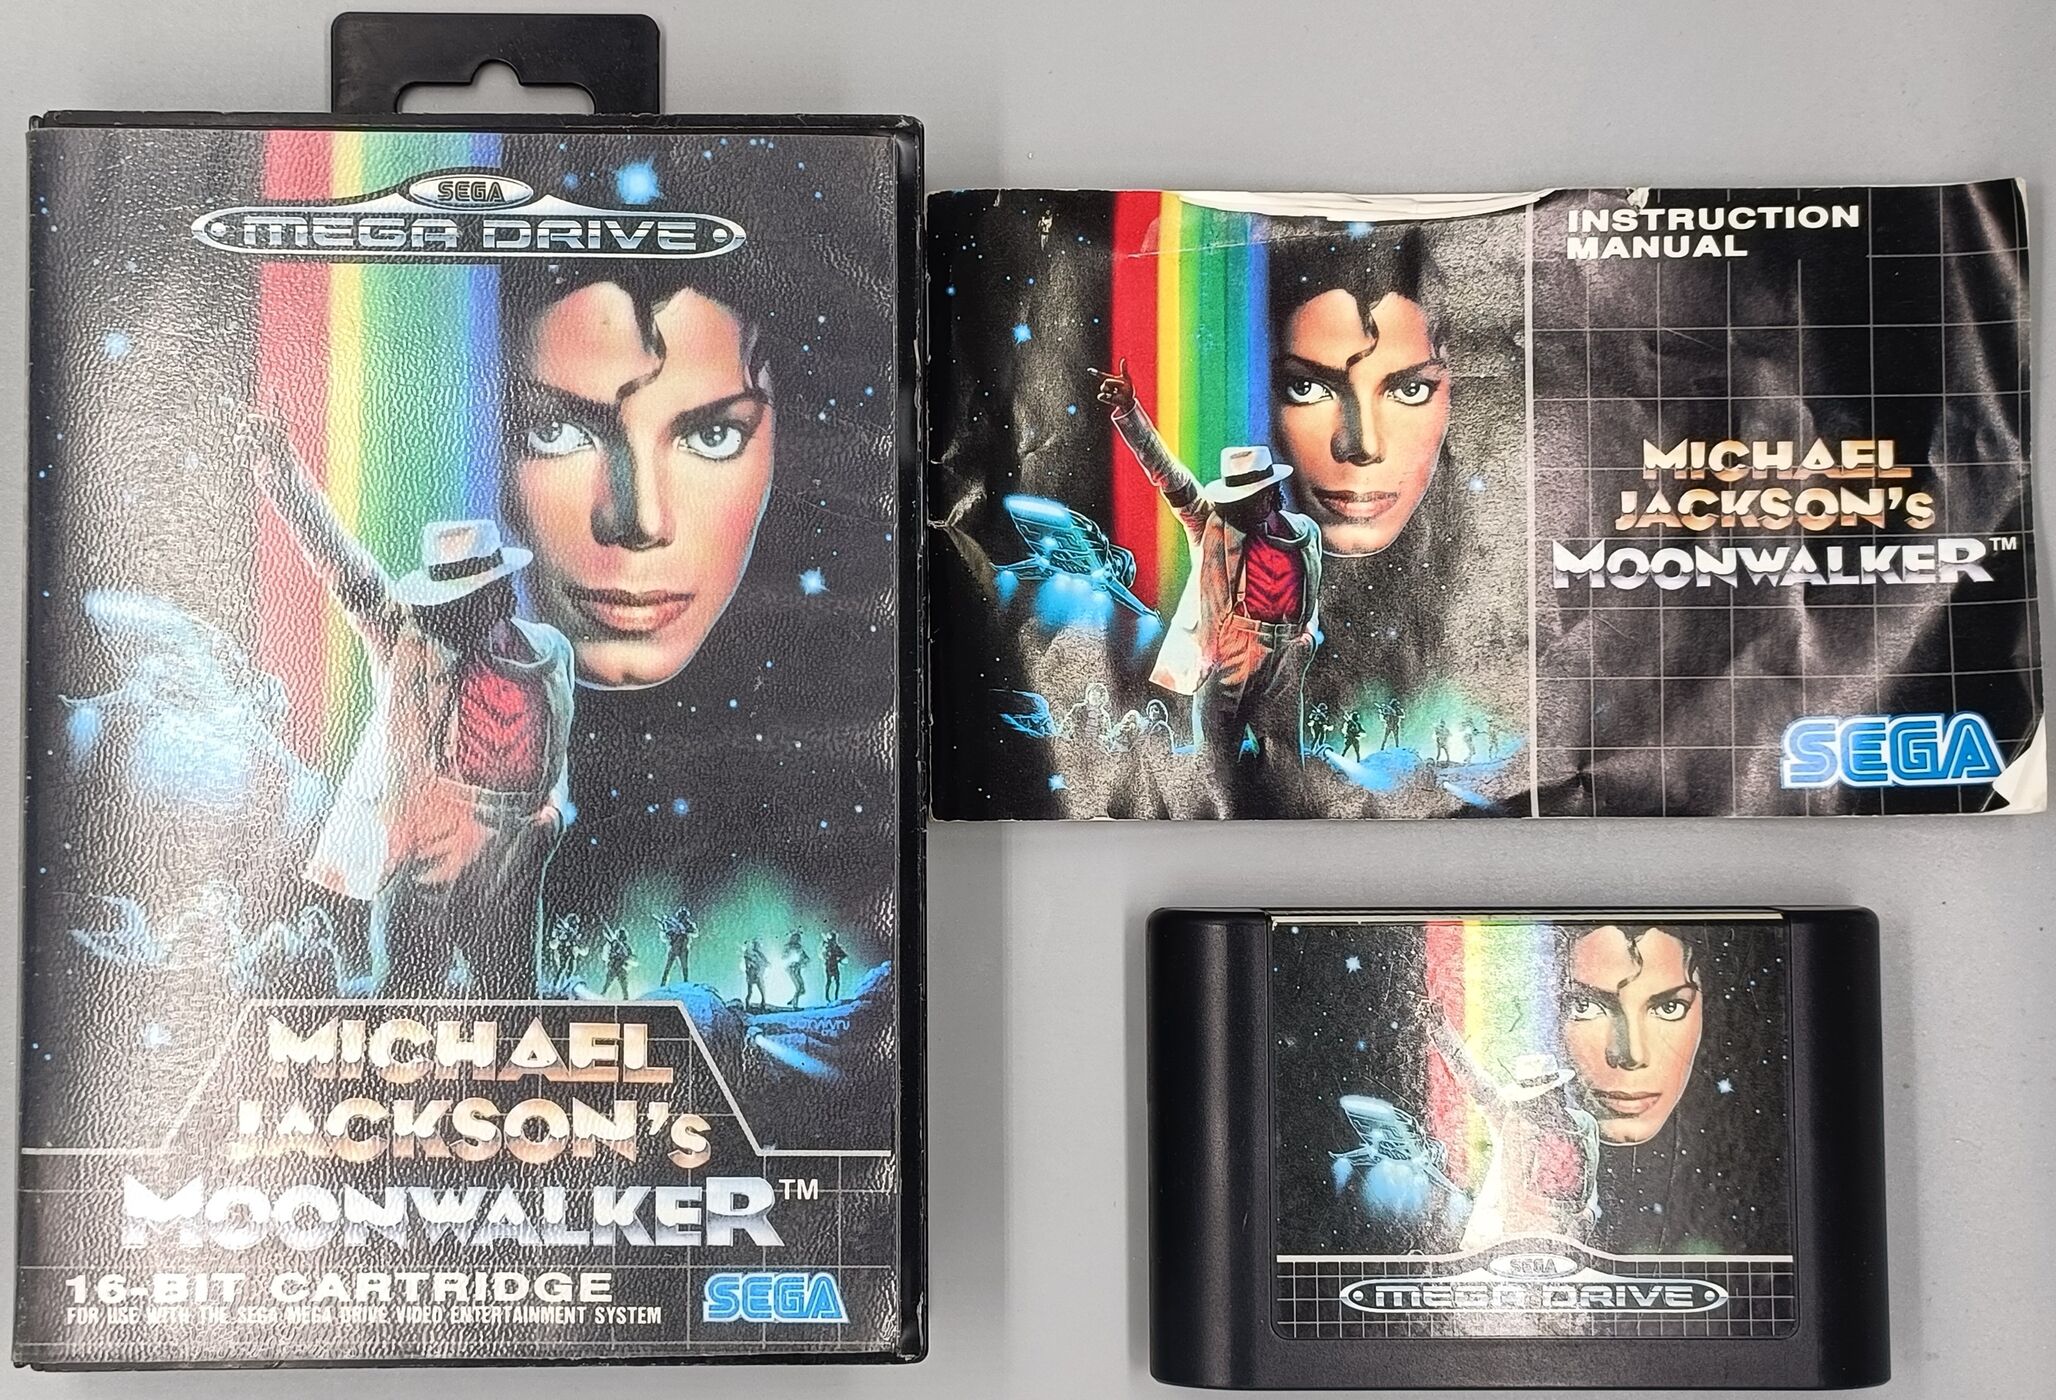 SEGA
MEGA DRIVE
MICHAEL
JACKSON'S
MOONWALKER™
16-BIT CARTRIDGE
FOR USE WITH THE SEGA MEGA DRIVE VIDEO ENTERTAINMENT SYSTEM
SEGA
INSTRUCTION
MANUAL
MICHAEL
JACKSON'S
MOONWALKER™
SEGA
SEGA
MEGA DRIVE